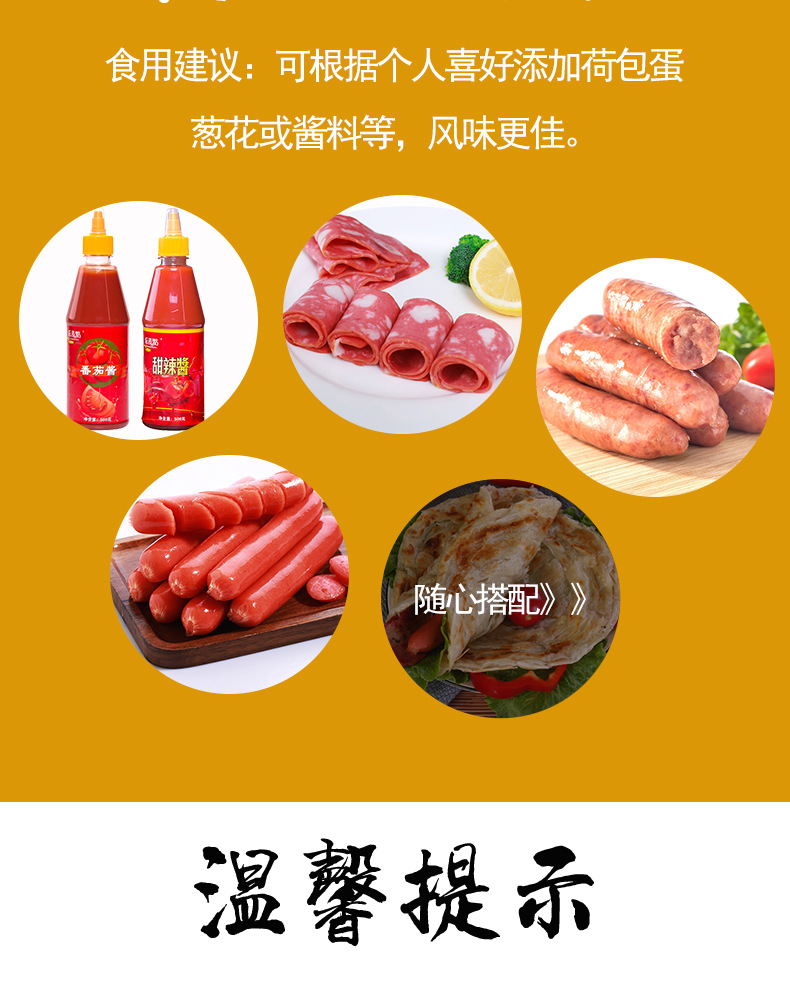 食用建议：可根据个人喜好添加荷包蛋
葱花或酱料等，风味更佳。
番茄酱
甜辣醬
随心搭配》》
温馨提示